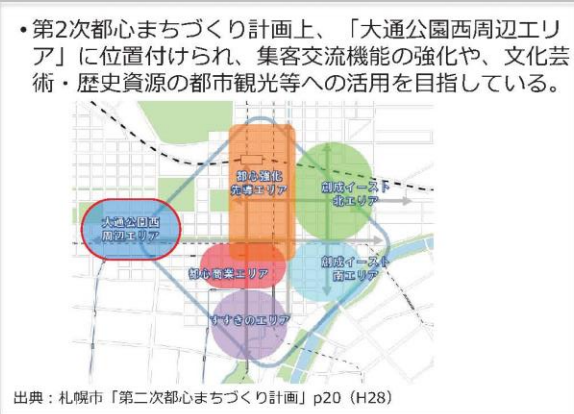 •第2次都心まちづくり計画上、「大通公園西周辺エリ
ア」に位置付けられ、集客交流機能の強化や、文化芸
術・歴史資源の都市観光等への活用を目指している。
都心強化
先導エリア
創成イースト
北エリア
大通公園西
周辺エリア
都心商業エリア
創成イースト
南エリア
すすきのエリア
出典：札幌市「第二次都心まちづくり計画」p20（H28）